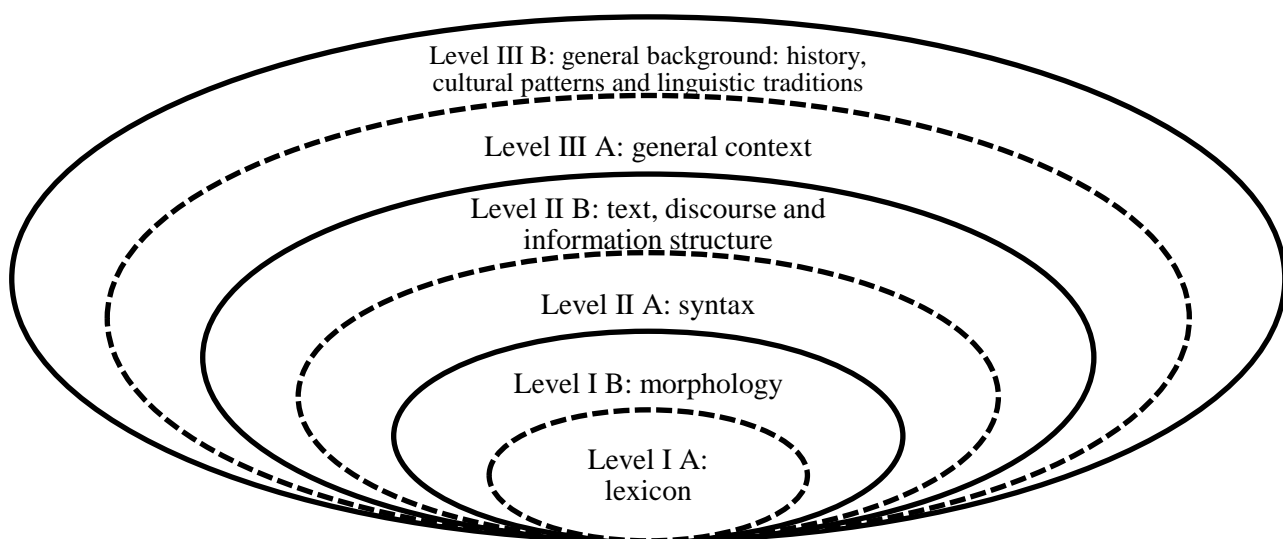 Level III B: general background: history,
cultural patterns and linguistic traditions
Level III A: general context
Level II B: text, discourse and
information structure
Level II A: syntax
Level I B: morphology
Level I A:
lexicon